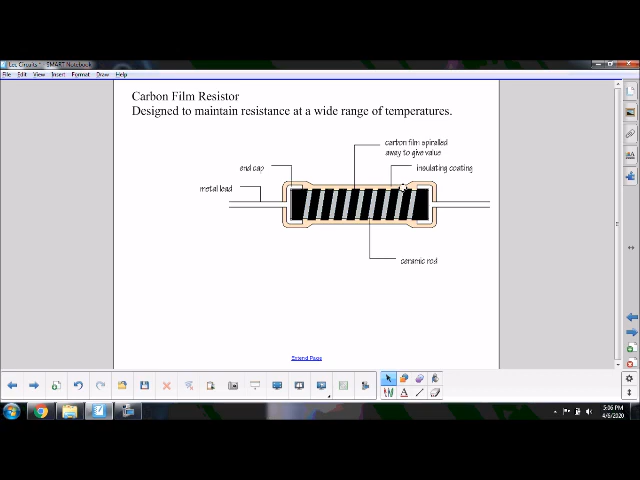 Lec Circuits * - SMART Notebook
File Edit View Insert Format Tools Draw Help
Carbon Film Resistor
Designed to maintain resistance at a wide range of temperatures.
carbon film spiralled
away to give value
end cap
insulating coating
metal lead
ceramic rod
Extend Page
5:06 PM
4/6/2020